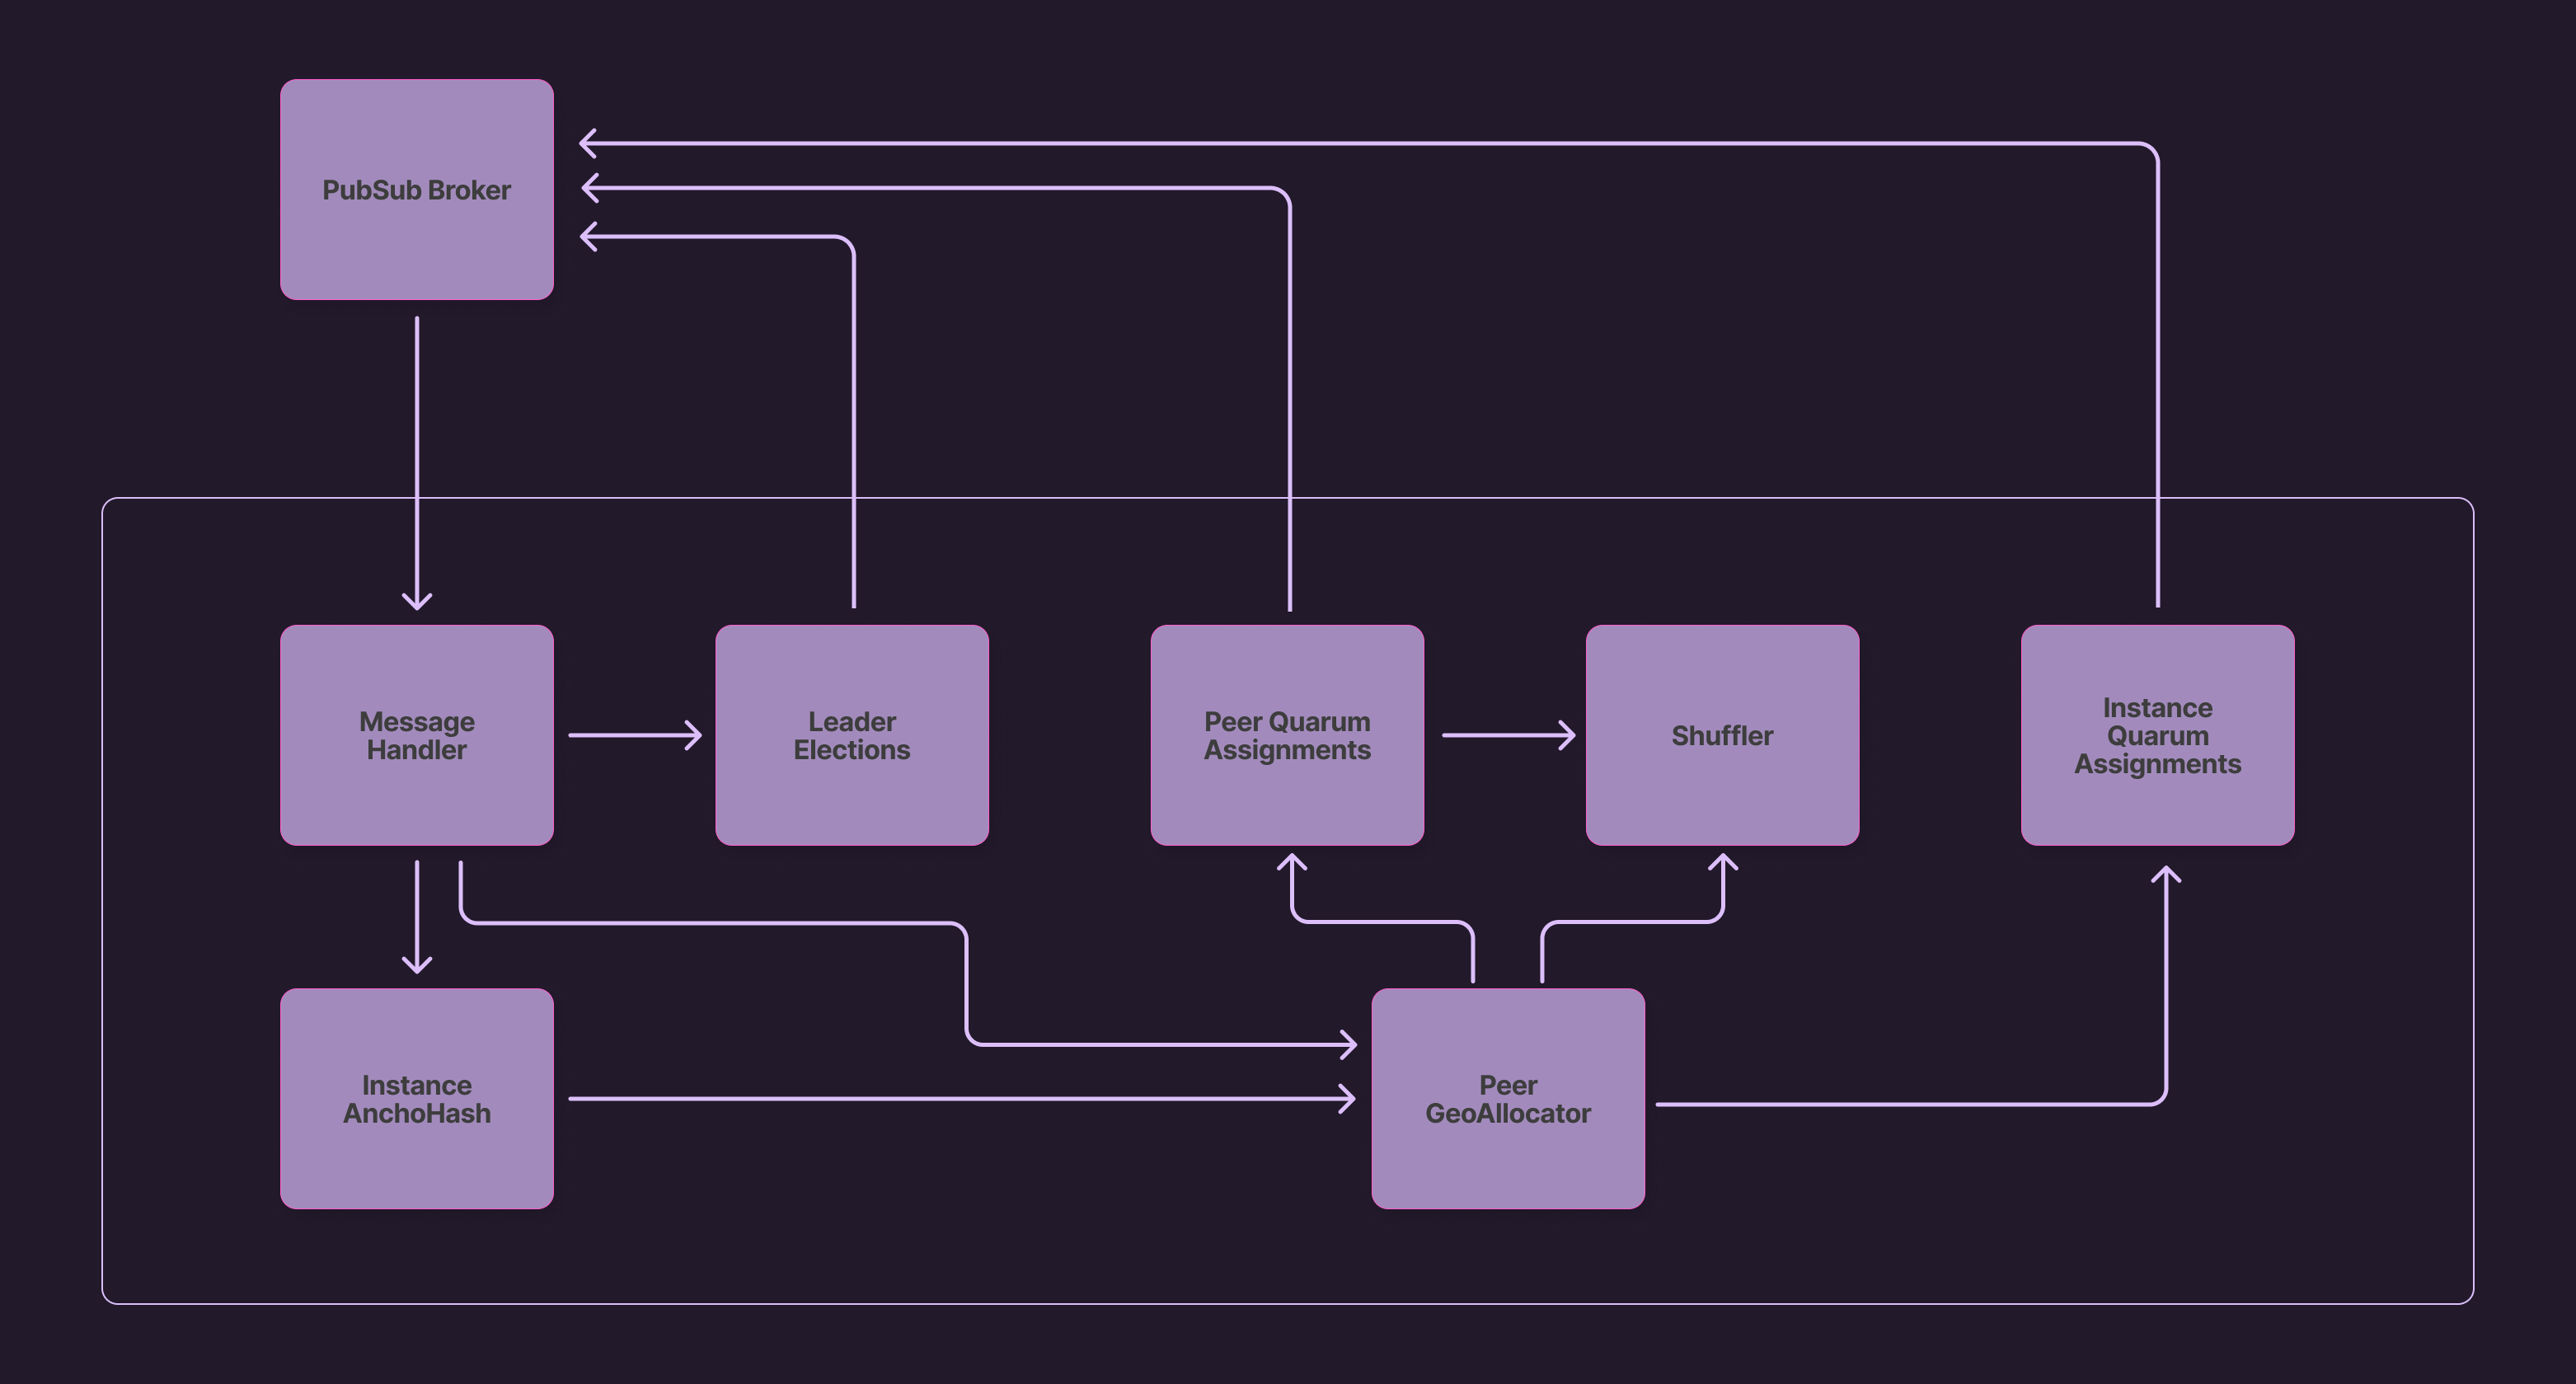 PubSub Broker
Message
Handler
Leader
Elections
Peer Quarum
Assignments
Shuffler
Instance
Quarum
Assignments
Instance
AnchoHash
Peer
GeoAllocator